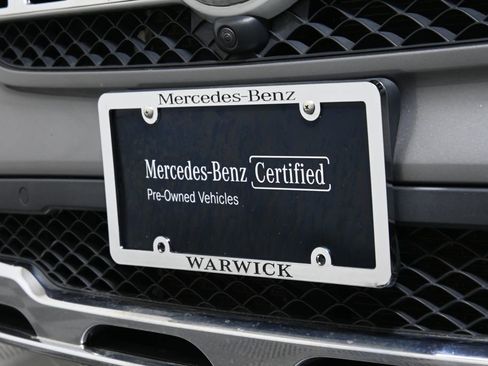 Mercedes-Benz
Mercedes-Benz Certified
Pre-Owned Vehicles
WARWICK